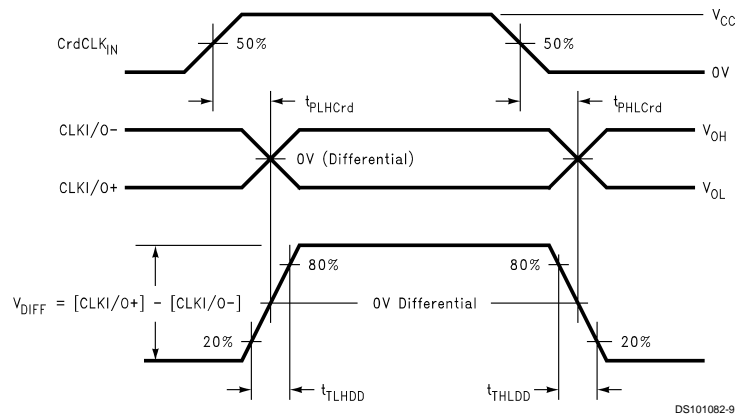 V_CC
CrdCLK_IN
50%
50%
0V
t_PLHCrd
t_PHLCrd
CLKI/O-
V_OH
0V (Differential)
CLKI/O+
V_OL
80%
80%
V_DIFF = [CLKI/O+] - [CLKI/O-]
0V Differential
20%
20%
t_TLHDD
t_THLDD
DS101082-9